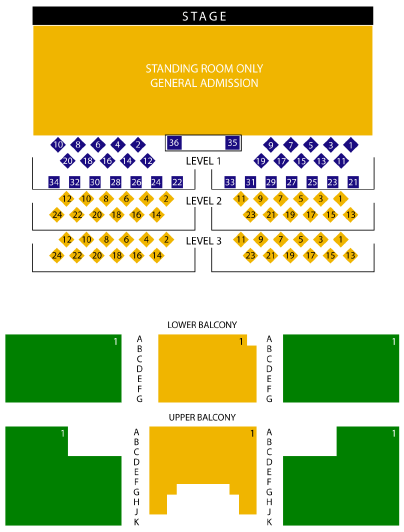 STAGE
STANDING ROOM ONLY
GENERAL ADMISSION
10 8 6 4 2 36 35 9 7 5 3 1
20 18 16 14 12 LEVEL 1 19 17 15 13 11
34 32 30 28 26 24 22 33 31 29 27 25 23 21
12 10 8 6 4 2 LEVEL 2 11 9 7 5 3 1
24 22 20 18 16 14 23 21 19 17 15 13
12 10 8 6 4 2 LEVEL 3 11 9 7 5 3 1
24 22 20 18 16 14 23 21 19 17 15 13
LOWER BALCONY
1 A 1 A 1
B B
C C
D D
E E
F F
G G
UPPER BALCONY
1 A 1 A 1
B B
C C
D D
E E
F F
G G
H H
J J
K K